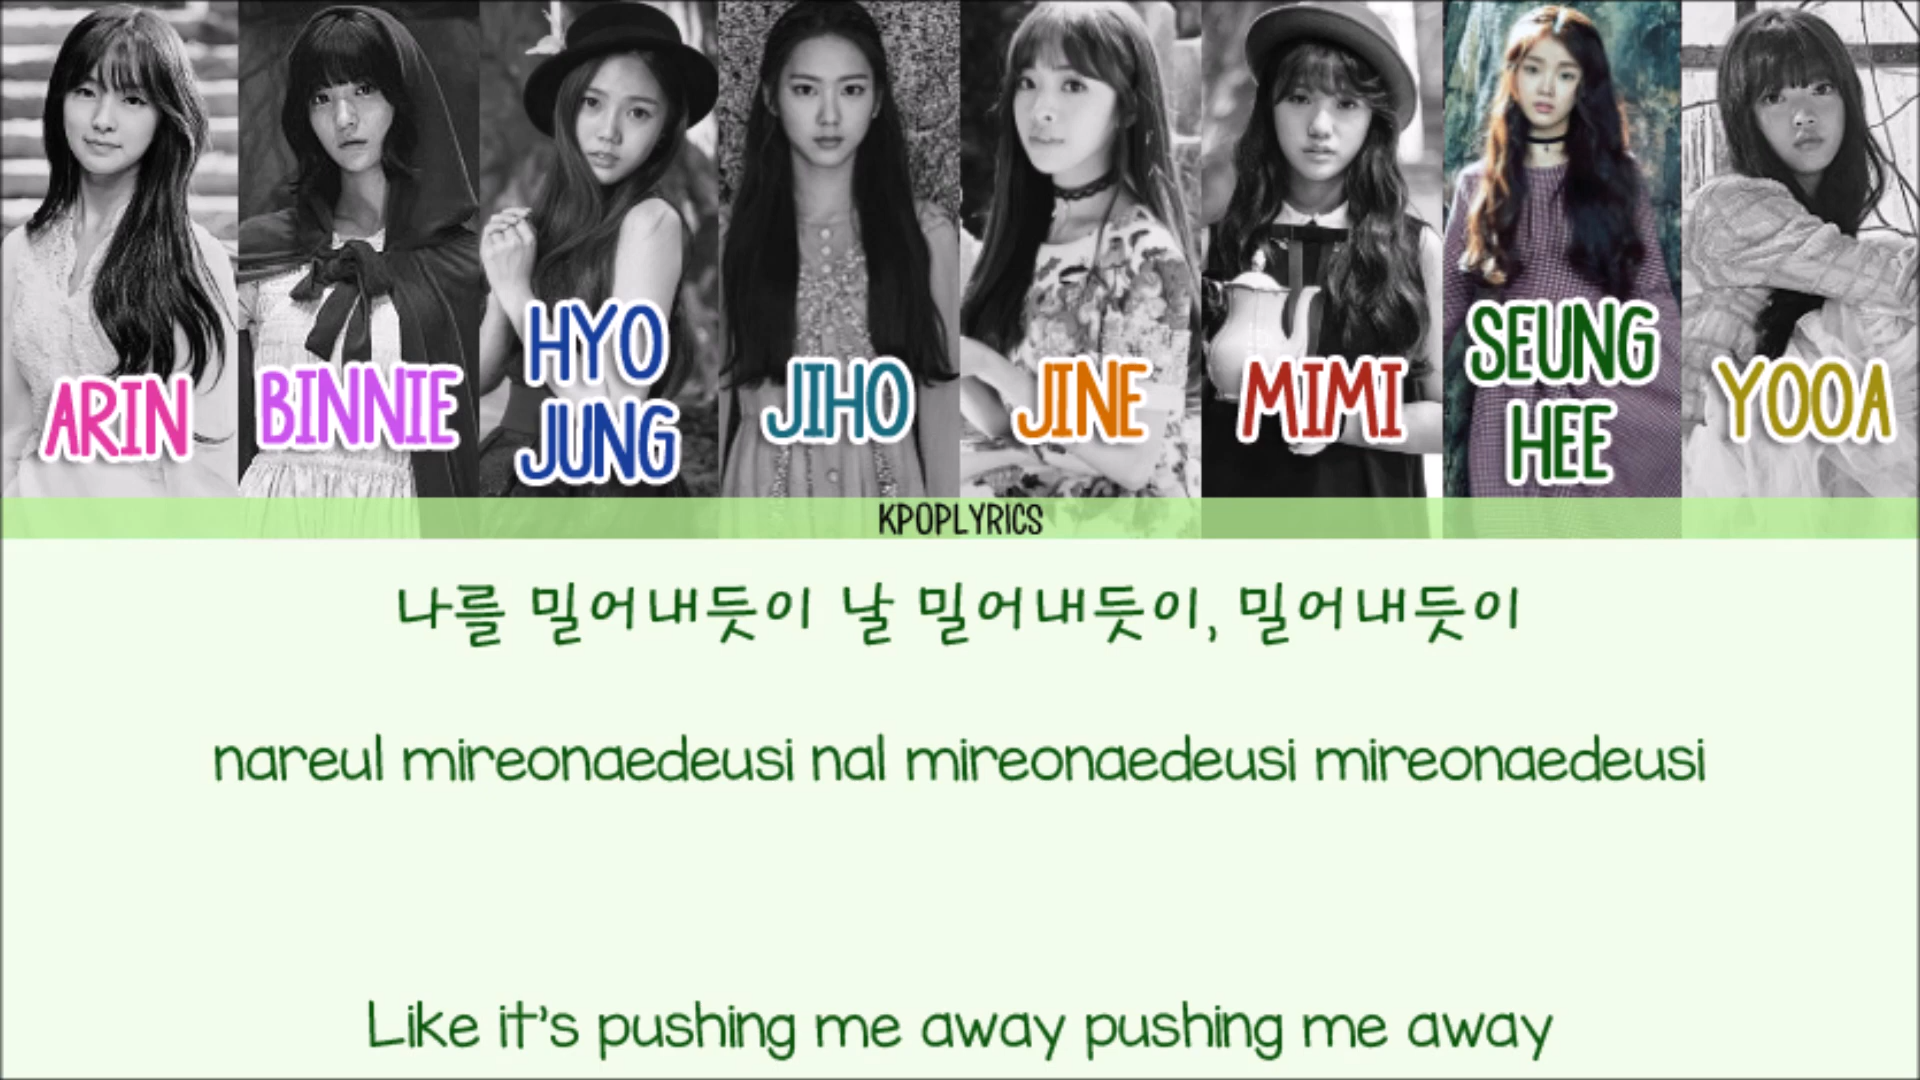 ARIN
BINNIE
HYO
JUNG
JIHO
JINE
MIMI
SEUNG
HEE
YOOA
KPOPLYRICS
나를 밀어내듯이 날 밀어내듯이, 밀어내듯이
nareul mireonaedeusi nal mireonaedeusi mireonaedeusi
Like it's pushing me away pushing me away